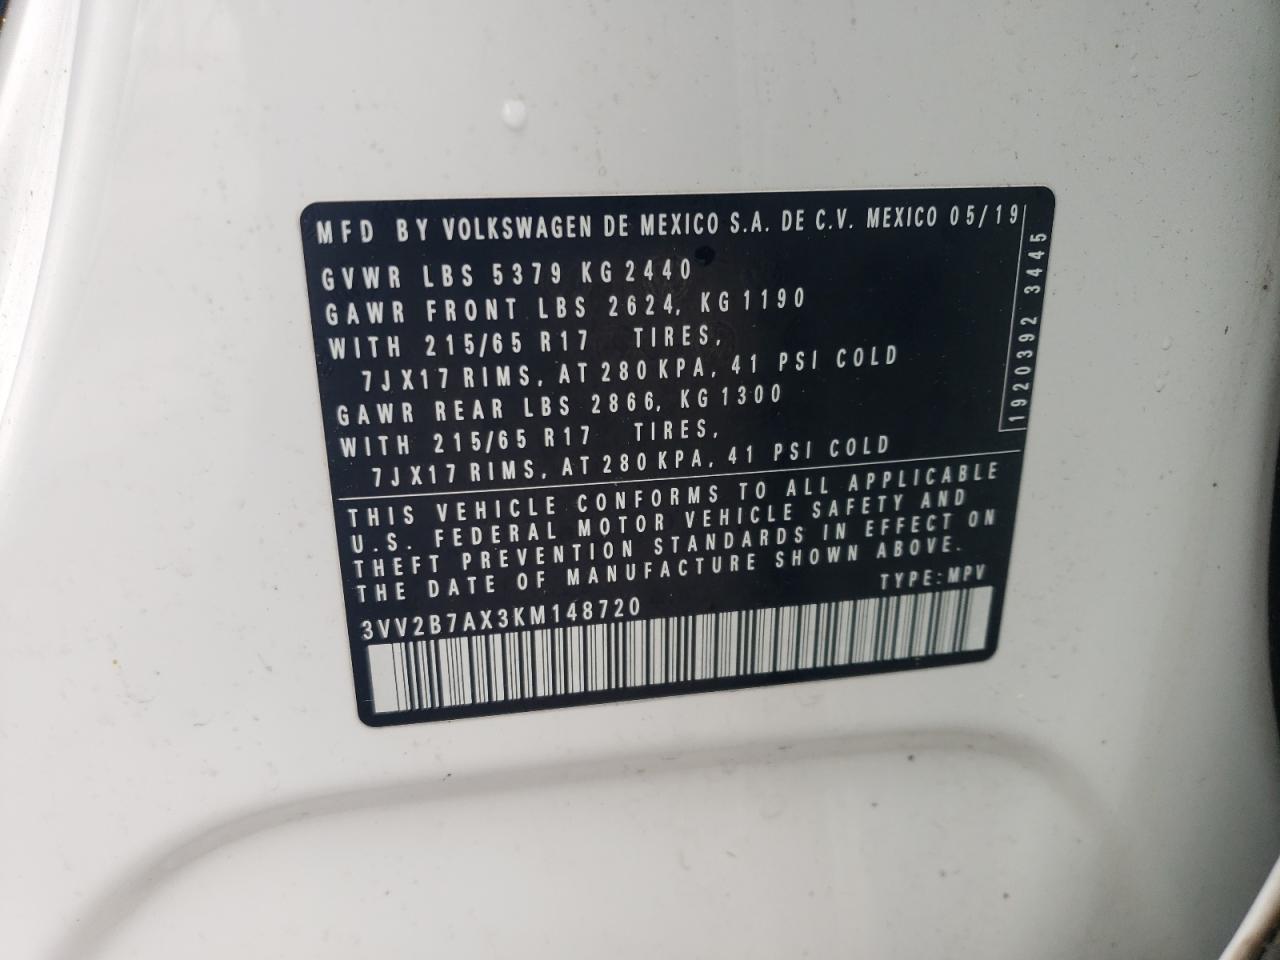 MFD BY VOLKSWAGEN DE MEXICO S.A. DE C.V. MEXICO 05/19
GVWR LBS 5379 KG 2440
GAWR FRONT LBS 2624, KG 1190
WITH 215/65 R17 TIRES,
7JX17 RIMS, AT 280 KPA, 41 PSI COLD
GAWR REAR LBS 2866, KG 1300
WITH 215/65 R17 TIRES,
7JX17 RIMS, AT 280 KPA, 41 PSI COLD
1920392 3445
THIS VEHICLE CONFORMS TO ALL APPLICABLE
U.S. FEDERAL MOTOR VEHICLE SAFETY AND
THEFT PREVENTION STANDARDS IN EFFECT ON
THE DATE OF MANUFACTURE SHOWN ABOVE.
TYPE: MPV
3VV2B7AX3KM148720